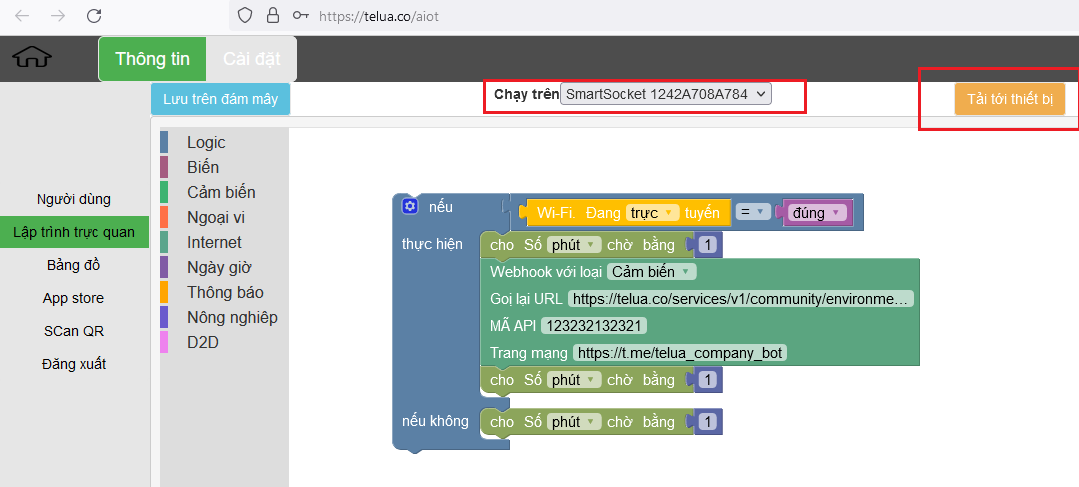 https://telua.co/aiot
Thông tin
Cài đặt
Lưu trên đám mây
Chạy trên
SmartSocket 1242A708A784
Tải tới thiết bị
Người dùng
Lập trình trực quan
Bảng đồ
App store
SCan QR
Đăng xuất
Logic
Biến
Cảm biến
Ngoại vi
Internet
Ngày giờ
Thông báo
Nông nghiêp
D2D
nếu
Wi-Fi. Đang trực tuyến = đúng
thực hiện
cho Số phút chờ bằng 1
Webhook với loại Cảm biến
Gọi lại URL https://telua.co/services/v1/community/environme…
MÃ API 123232132321
Trang mạng https://t.me/telua_company_bot
cho Số phút chờ bằng 1
nếu không
cho Số phút chờ bằng 1